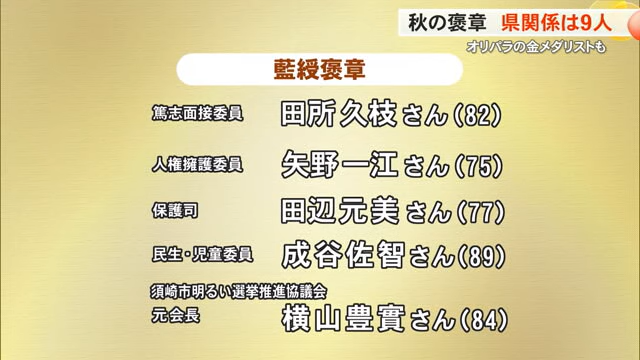 秋の褒章 県関係は9人
オリパラの金メダリストも
藍綬褒章
篤志面接委員 田所久枝さん(82)
人権擁護委員 矢野一江さん(75)
保護司 田辺元美さん(77)
民生・児童委員 成谷佐智さん(89)
須崎市明るい選挙推進協議会
元会長 横山豊實さん(84)